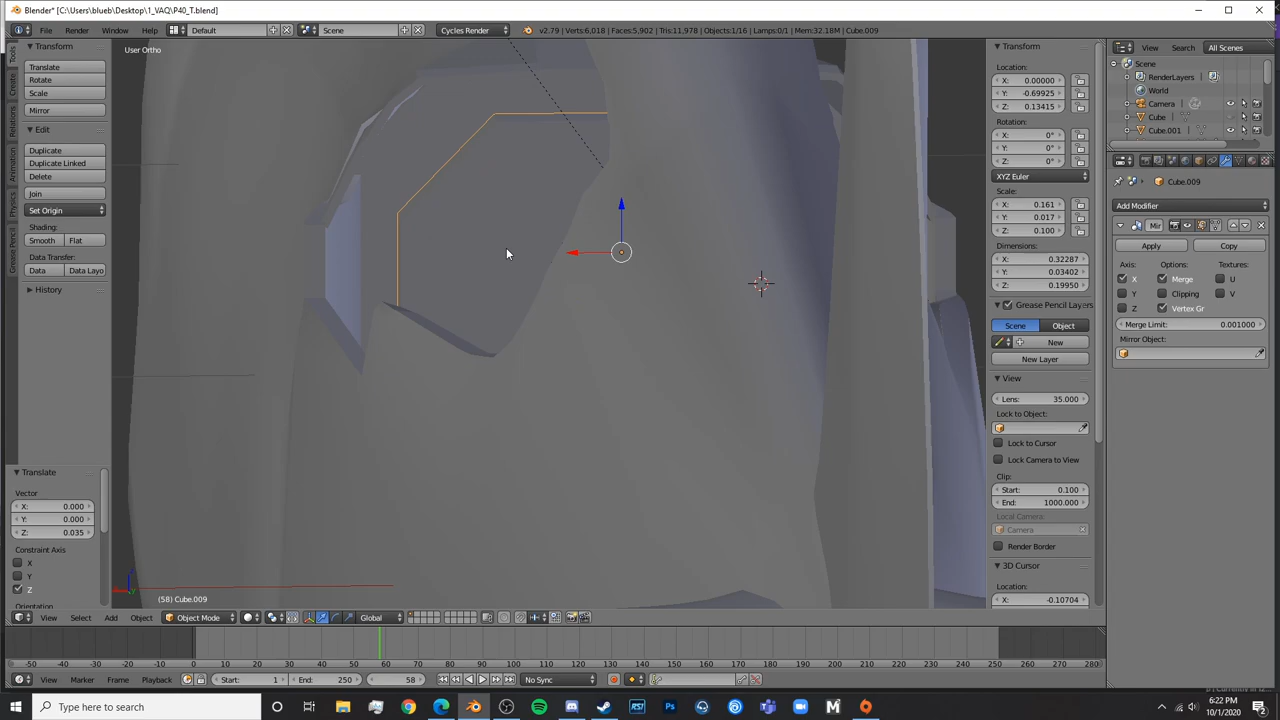 Blender* [C:\Users\blueb\Desktop\1_VAQ\P40_T.blend]
File Render Window Help Default Scene Cycles Render v2.79 | Verts:6,018 | Faces:5,902 | Tris:11,978 | Objects:1/16 | Lamps:0/1 | Mem:32.18M | Cube.009
User Ortho
Tools
Create
Relations
Animation
Physics
Grease Pencil
Transform
Translate
Rotate
Scale
Mirror
Edit
Duplicate
Duplicate Linked
Delete
Join
Set Origin
Shading:
Smooth Flat
Data Transfer:
Data Data Layo
History
Translate
Vector
X: 0.000
Y: 0.000
Z: 0.035
Constraint Axis
X
Y
Z
Orientation
(58) Cube.009
Transform
Location:
X: 0.00000
Y: -0.69925
Z: 0.13415
Rotation:
X: 0°
Y: 0°
Z: 0°
XYZ Euler
Scale:
X: 0.161
Y: 0.017
Z: 0.100
Dimensions:
X: 0.32287
Y: 0.03402
Z: 0.19950
Grease Pencil Layers
Scene Object
New
New Layer
View
Lens: 35.000
Lock to Object:
Lock to Cursor
Lock Camera to View
Clip:
Start: 0.100
End: 1000.000
Local Camera:
Camera
Render Border
3D Cursor
Location:
X: -0.10704
View Search All Scenes
Scene
RenderLayers
World
Camera
Cube
Cube.001
Cube.009
Add Modifier
Mir
Apply Copy
Axis: Options: Textures:
X Merge U
Y Clipping V
Z Vertex Gr
Merge Limit: 0.001000
Mirror Object:
View Select Add Object Object Mode Global
-50 -40 -30 -20 -10 0 10 20 30 40 50 60 70 80 90 100 110 120 130 140 150 160 170 180 190 200 210 220 230 240 250 260 270 280
View Marker Frame Playback Start: 1 End: 250 58 No Sync
Type here to search
RSI
6:22 PM
10/1/2020